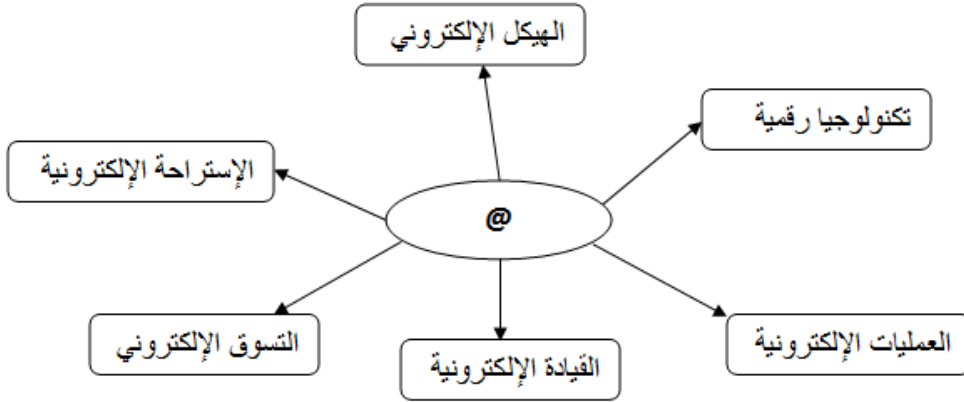 الهيكل الإلكتروني
تكنولوجيا رقمية
الإستراحة الإلكترونية
@
التسوق الإلكتروني
القيادة الإلكترونية
العمليات الإلكترونية